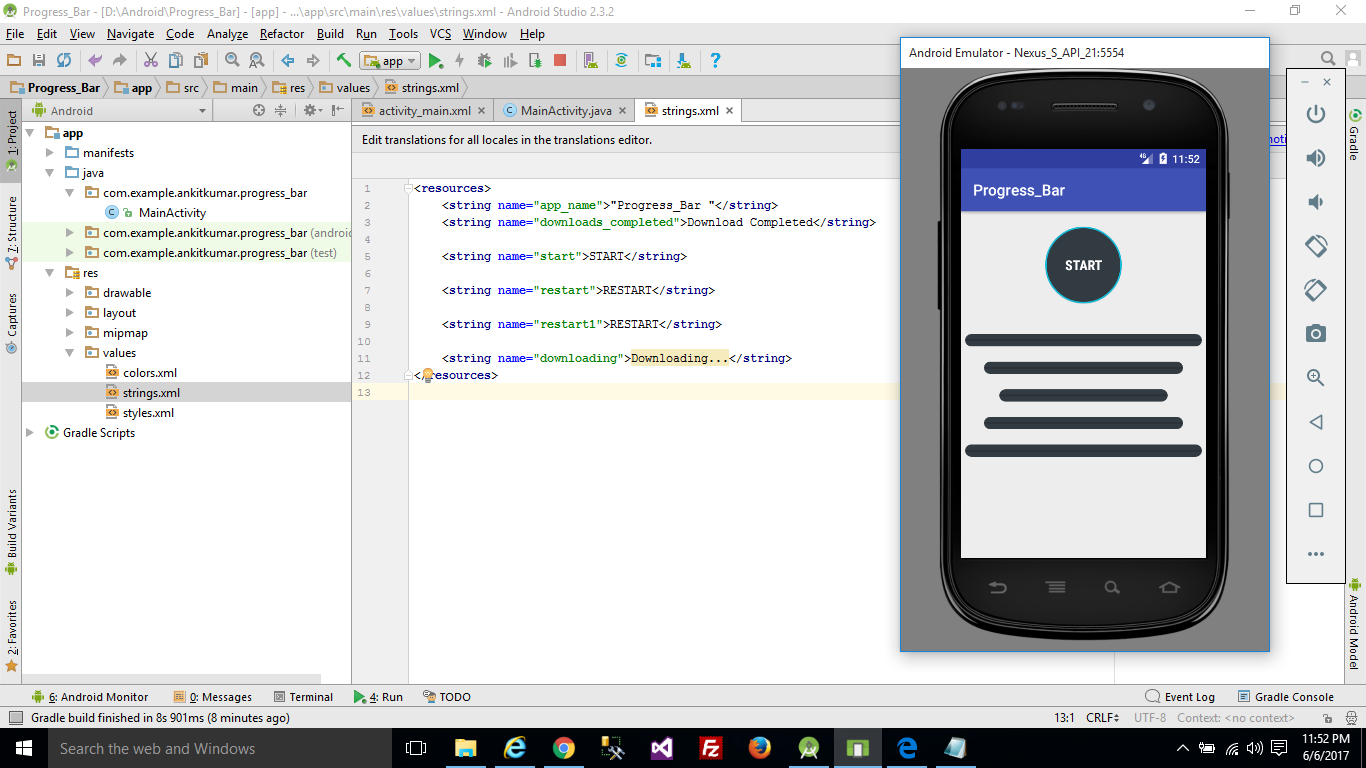 Progress_Bar - [D:\Android\Progress_Bar] - [app] - ...\app\src\main\res\values\strings.xml - Android Studio 2.3.2
File Edit View Navigate Code Analyze Refactor Build Run Tools VCS Window Help
app
Progress_Bar app src main res values strings.xml
Android
activity_main.xml MainActivity.java strings.xml
Edit translations for all locales in the translations editor.
1: Project
7: Structure
Captures
Build Variants
2: Favorites
app
manifests
java
com.example.ankitkumar.progress_bar
MainActivity
com.example.ankitkumar.progress_bar (androi
com.example.ankitkumar.progress_bar (test)
res
drawable
layout
mipmap
values
colors.xml
strings.xml
styles.xml
Gradle Scripts
1 <resources>
2 <string name="app_name">"Progress_Bar "</string>
3 <string name="downloads_completed">Download Completed</string>
4
5 <string name="start">START</string>
6
7 <string name="restart">RESTART</string>
8
9 <string name="restart1">RESTART</string>
10
11 <string name="downloading">Downloading...</string>
12 </resources>
13
Android Emulator - Nexus_S_API_21:5554
4G 11:52
Progress_Bar
START
Gradle
Android Model
6: Android Monitor 0: Messages Terminal 4: Run TODO Event Log Gradle Console
Gradle build finished in 8s 901ms (8 minutes ago) 13:1 CRLF UTF-8 Context: <no context>
Search the web and Windows
11:52 PM
6/6/2017